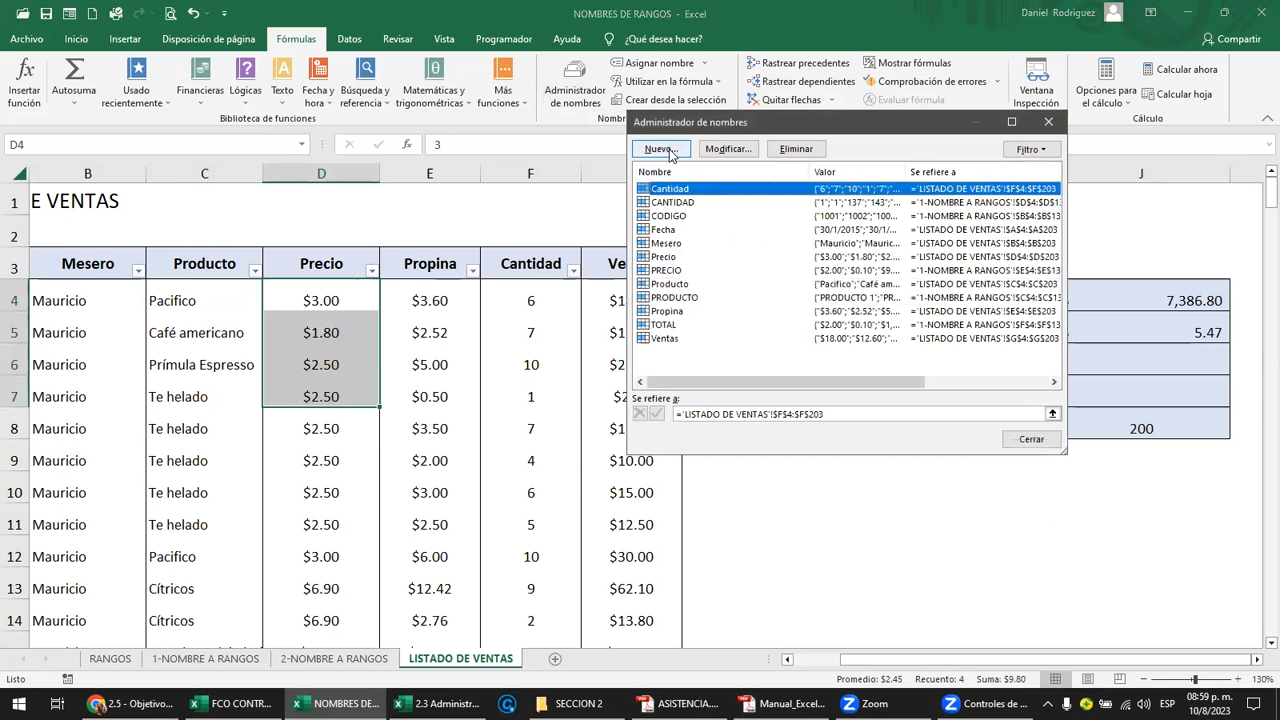 NOMBRES DE RANGOS - Excel
Daniel Rodriguez
Archivo Inicio Insertar Disposición de página Fórmulas Datos Revisar Vista Programador Ayuda ¿Qué desea hacer? Compartir
Insertar función
Autosuma
Usado recientemente
Financieras
Lógicas
Texto
Fecha y hora
Búsqueda y referencia
Matemáticas y trigonométricas
Más funciones
Biblioteca de funciones
Administrador de nombres
Asignar nombre
Utilizar en la fórmula
Crear desde la selección
Rastrear precedentes
Rastrear dependientes
Quitar flechas
Mostrar fórmulas
Comprobación de errores
Evaluar fórmula
Ventana Inspección
Opciones para el cálculo
Calcular ahora
Calcular hoja
Cálculo
D4 fx 3
Administrador de nombres
Nuevo... Modificar... Eliminar Filtro
Nombre Valor Se refiere a
Cantidad {"6";"7";"10";"1";"7";"... ='LISTADO DE VENTAS'!$F$4:$F$203
CANTIDAD {"1";"1";"137";"143";"... ='1-NOMBRE A RANGOS'!$D$4:$D$1
CODIGO {"1001";"1002";"100... ='1-NOMBRE A RANGOS'!$B$4:$B$13
Fecha {"30/1/2015";"30/1/... ='LISTADO DE VENTAS'!$A$4:$A$203
Mesero {"Mauricio";"Mauric... ='LISTADO DE VENTAS'!$B$4:$B$203
Precio {"$3.00";"$1.80";"$2... ='LISTADO DE VENTAS'!$D$4:$D$203
PRECIO {"$2.00";"$0.10";"$9... ='1-NOMBRE A RANGOS'!$E$4:$E$13
Producto {"Pacifico";"Café am... ='LISTADO DE VENTAS'!$C$4:$C$203
PRODUCTO {"PRODUCTO 1";"PR... ='1-NOMBRE A RANGOS'!$C$4:$C$13
Propina {"$3.60";"$2.52";"$5... ='LISTADO DE VENTAS'!$E$4:$E$203
TOTAL {"$2.00";"$0.10";"$1,... ='1-NOMBRE A RANGOS'!$F$4:$F$13
Ventas {"$18.00";"$12.60";"... ='LISTADO DE VENTAS'!$G$4:$G$203
Se refiere a:
='LISTADO DE VENTAS'!$F$4:$F$203
Cerrar
B C D E F J
1 E VENTAS
2
3 Mesero Producto Precio Propina Cantidad Ve
4 Mauricio Pacifico $3.00 $3.60 6 $1 7,386.80
5 Mauricio Café americano $1.80 $2.52 7 $1 5.47
6 Mauricio Prímula Espresso $2.50 $5.00 10 $2
7 Mauricio Te helado $2.50 $0.50 1 $2
8 Mauricio Te helado $2.50 $3.50 7 $1 200
9 Mauricio Te helado $2.50 $2.00 4 $10.00
10 Mauricio Te helado $2.50 $3.00 6 $15.00
11 Mauricio Te helado $2.50 $2.50 5 $12.50
12 Mauricio Pacifico $3.00 $6.00 10 $30.00
13 Mauricio Cítricos $6.90 $12.42 9 $62.10
14 Mauricio Cítricos $6.90 $2.76 2 $13.80
RANGOS 1-NOMBRE A RANGOS 2-NOMBRE A RANGOS LISTADO DE VENTAS
Listo Promedio: $2.45 Recuento: 4 Suma: $9.80 130%
2.5 - Objetivo... FCO CONTR... NOMBRES DE... 2.3 Administr... SECCION 2 ASISTENCIA.... Manual_Excel... Zoom Controles de ... ESP 08:59 p. m.
10/8/2023